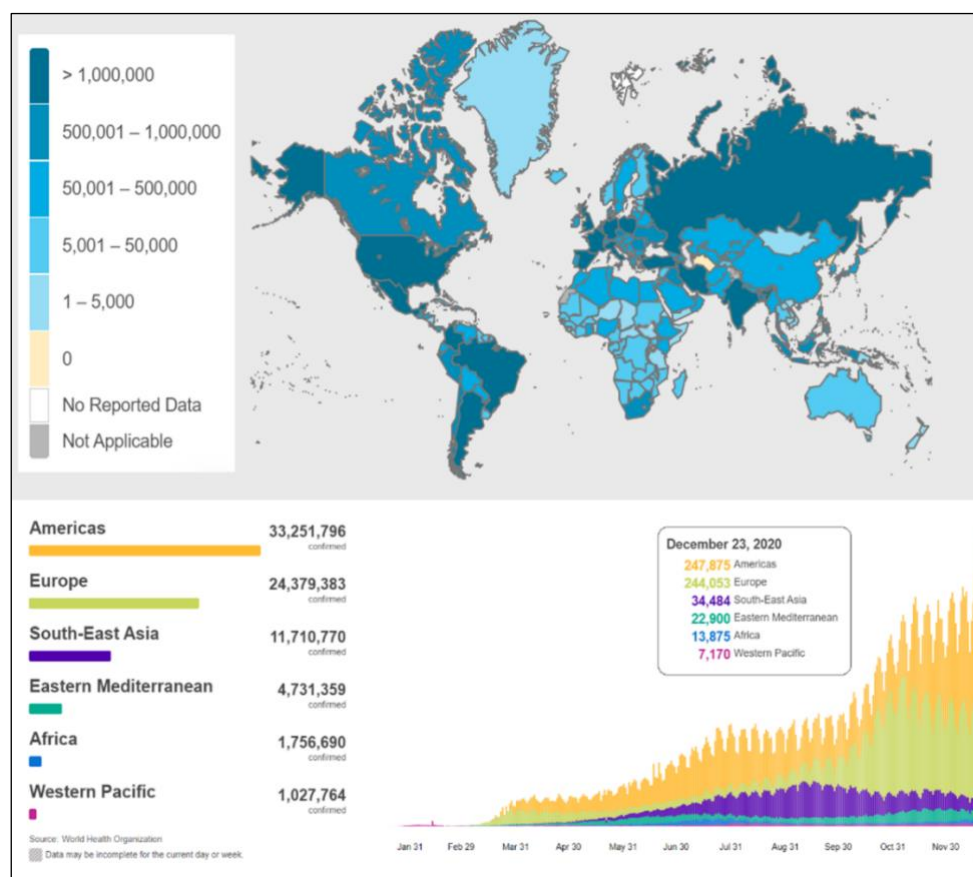 > 1,000,000
500,001 – 1,000,000
50,001 – 500,000
5,001 – 50,000
1 – 5,000
0
No Reported Data
Not Applicable
Americas
33,251,796
confirmed
Europe
24,379,383
confirmed
South-East Asia
11,710,770
confirmed
Eastern Mediterranean
4,731,359
confirmed
Africa
1,756,690
confirmed
Western Pacific
1,027,764
confirmed
Source: World Health Organization
Data may be incomplete for the current day or week.
December 23, 2020
247,875 Americas
244,053 Europe
34,484 South-East Asia
22,900 Eastern Mediterranean
13,875 Africa
7,170 Western Pacific
Jan 31 Feb 29 Mar 31 Apr 30 May 31 Jun 30 Jul 31 Aug 31 Sep 30 Oct 31 Nov 30